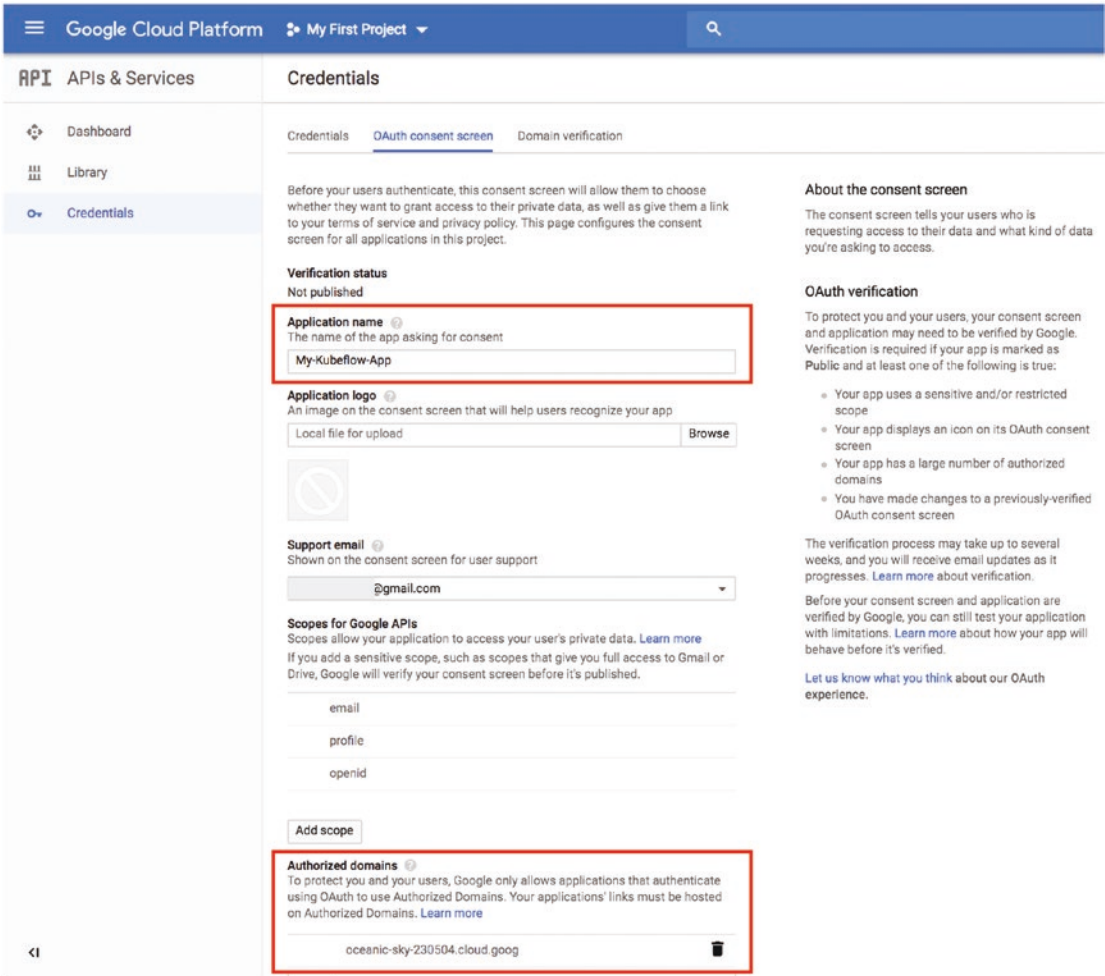 Google Cloud Platform
My First Project
API APIs & Services
Dashboard
Library
Credentials
Credentials
Credentials
OAuth consent screen
Domain verification
Before your users authenticate, this consent screen will allow them to choose
whether they want to grant access to their private data, as well as give them a link
to your terms of service and privacy policy. This page configures the consent
screen for all applications in this project.
Verification status
Not published
Application name ?
The name of the app asking for consent
My-Kubeflow-App
Application logo ?
An image on the consent screen that will help users recognize your app
Local file for upload
Browse
Support email ?
Shown on the consent screen for user support
@gmail.com
Scopes for Google APIs
Scopes allow your application to access your user's private data. Learn more
If you add a sensitive scope, such as scopes that give you full access to Gmail or
Drive, Google will verify your consent screen before it's published.
email
profile
openid
Add scope
Authorized domains ?
To protect you and your users, Google only allows applications that authenticate
using OAuth to use Authorized Domains. Your applications' links must be hosted
on Authorized Domains. Learn more
oceanic-sky-230504.cloud.goog
About the consent screen
The consent screen tells your users who is
requesting access to their data and what kind of data
you're asking to access.
OAuth verification
To protect you and your users, your consent screen
and application may need to be verified by Google.
Verification is required if your app is marked as
Public and at least one of the following is true:
Your app uses a sensitive and/or restricted
scope
Your app displays an icon on its OAuth consent
screen
Your app has a large number of authorized
domains
You have made changes to a previously-verified
OAuth consent screen
The verification process may take up to several
weeks, and you will receive email updates as it
progresses. Learn more about verification.
Before your consent screen and application are
verified by Google, you can still test your application
with limitations. Learn more about how your app will
behave before it's verified.
Let us know what you think about our OAuth
experience.